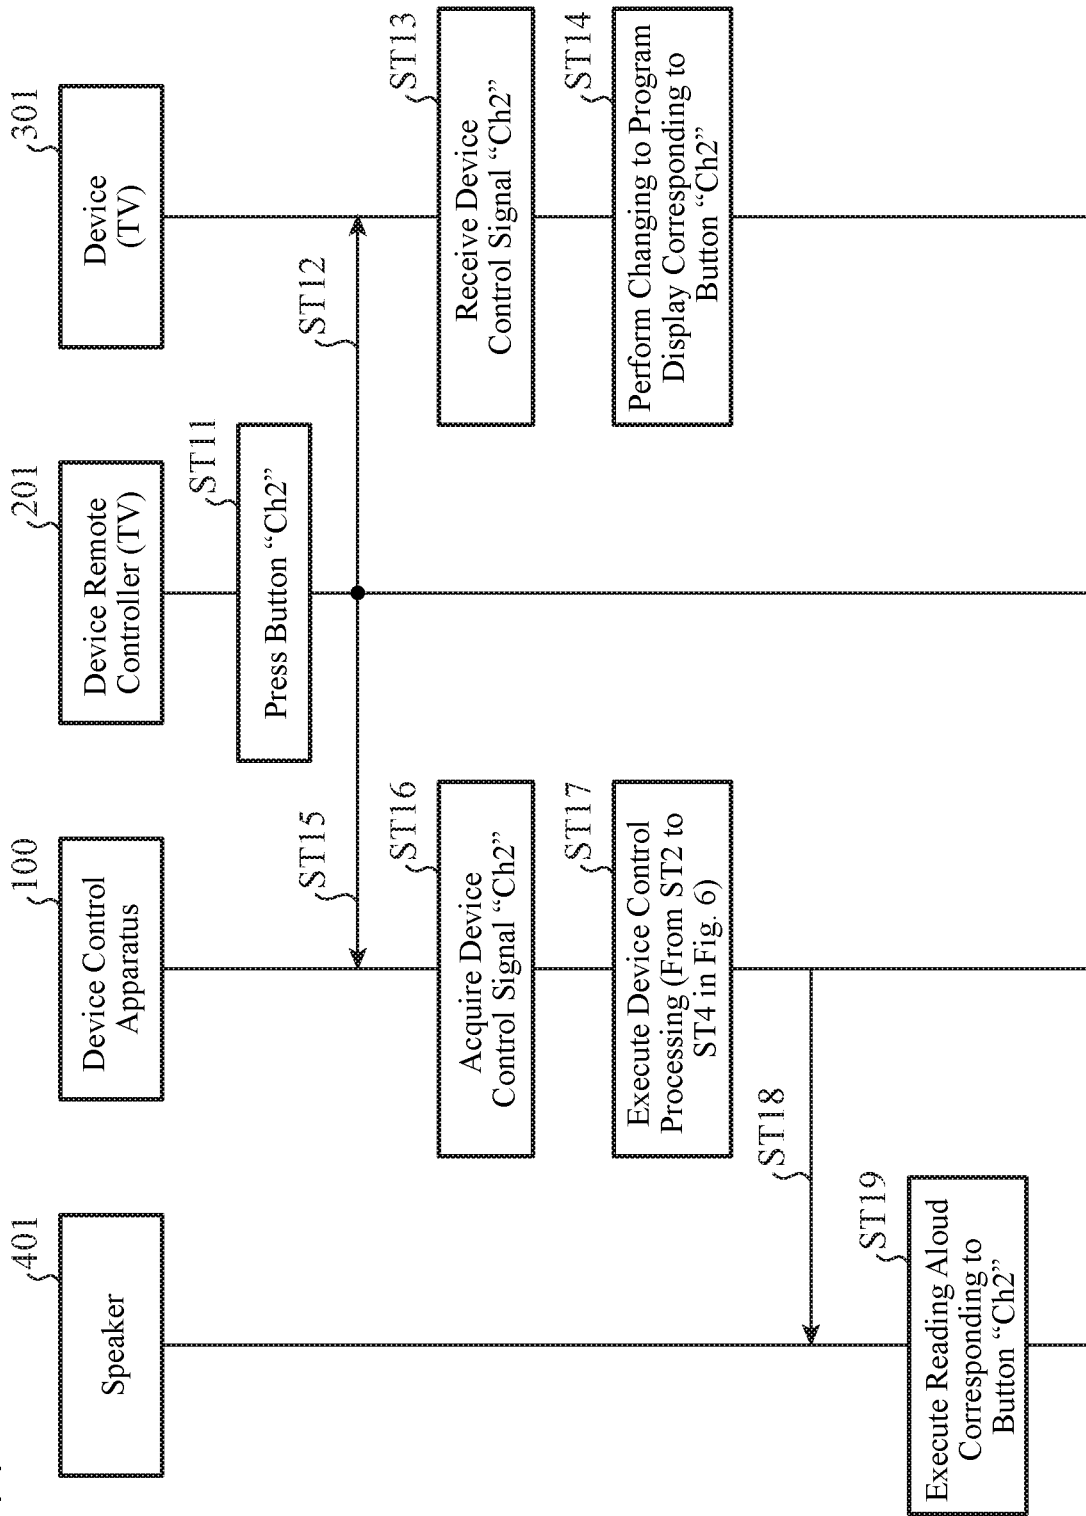 401
Speaker
100
Device Control
Apparatus
201
Device Remote
Controller (TV)
301
Device
(TV)
ST11
Press Button “Ch2”
ST15
ST12
ST16
Acquire Device
Control Signal “Ch2”
ST13
Receive Device
Control Signal “Ch2”
ST17
Execute Device Control
Processing (From ST2 to
ST4 in Fig. 6)
ST14
Perform Changing to Program
Display Corresponding to
Button “Ch2”
ST18
ST19
Execute Reading Aloud
Corresponding to
Button “Ch2”